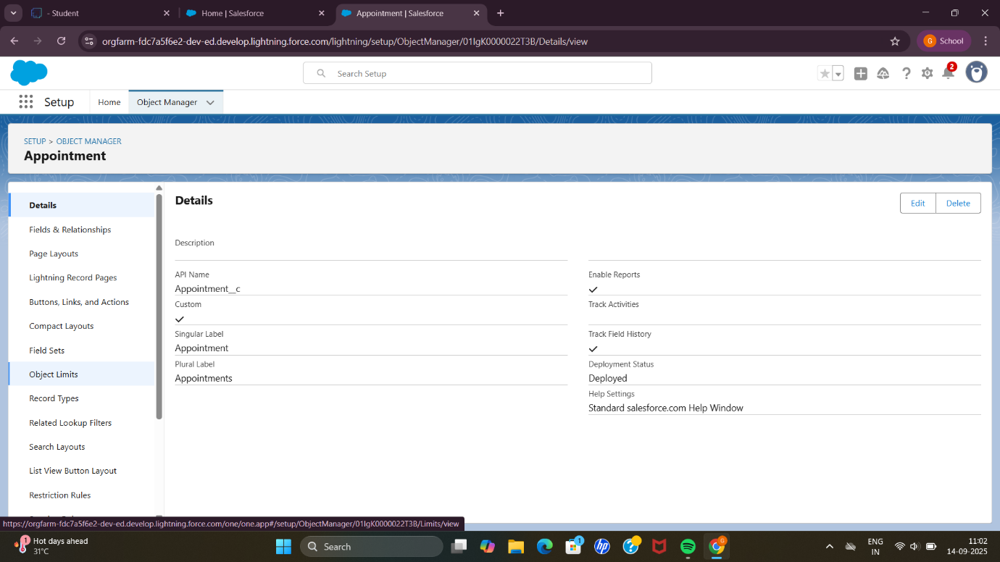 - Student
Home | Salesforce
Appointment | Salesforce
orgfarm-fdc7a5f6e2-dev-ed.develop.lightning.force.com/lightning/setup/ObjectManager/01IgK0000022T3B/Details/view
G School
Search Setup
2
Setup
Home
Object Manager
SETUP > OBJECT MANAGER
Appointment
Details
Fields & Relationships
Page Layouts
Lightning Record Pages
Buttons, Links, and Actions
Compact Layouts
Field Sets
Object Limits
Record Types
Related Lookup Filters
Search Layouts
List View Button Layout
Restriction Rules
Details
Edit
Delete
Description
API Name
Appointment__c
Custom
Singular Label
Appointment
Plural Label
Appointments
Enable Reports
Track Activities
Track Field History
Deployment Status
Deployed
Help Settings
Standard salesforce.com Help Window
https://orgfarm-fdc7a5f6e2-dev-ed.develop.lightning.force.com/one/one.app#/setup/ObjectManager/01IgK0000022T3B/Limits/view
1
Hot days ahead
31°C
Search
1
hp
?
G
ENG
IN
11:02
14-09-2025